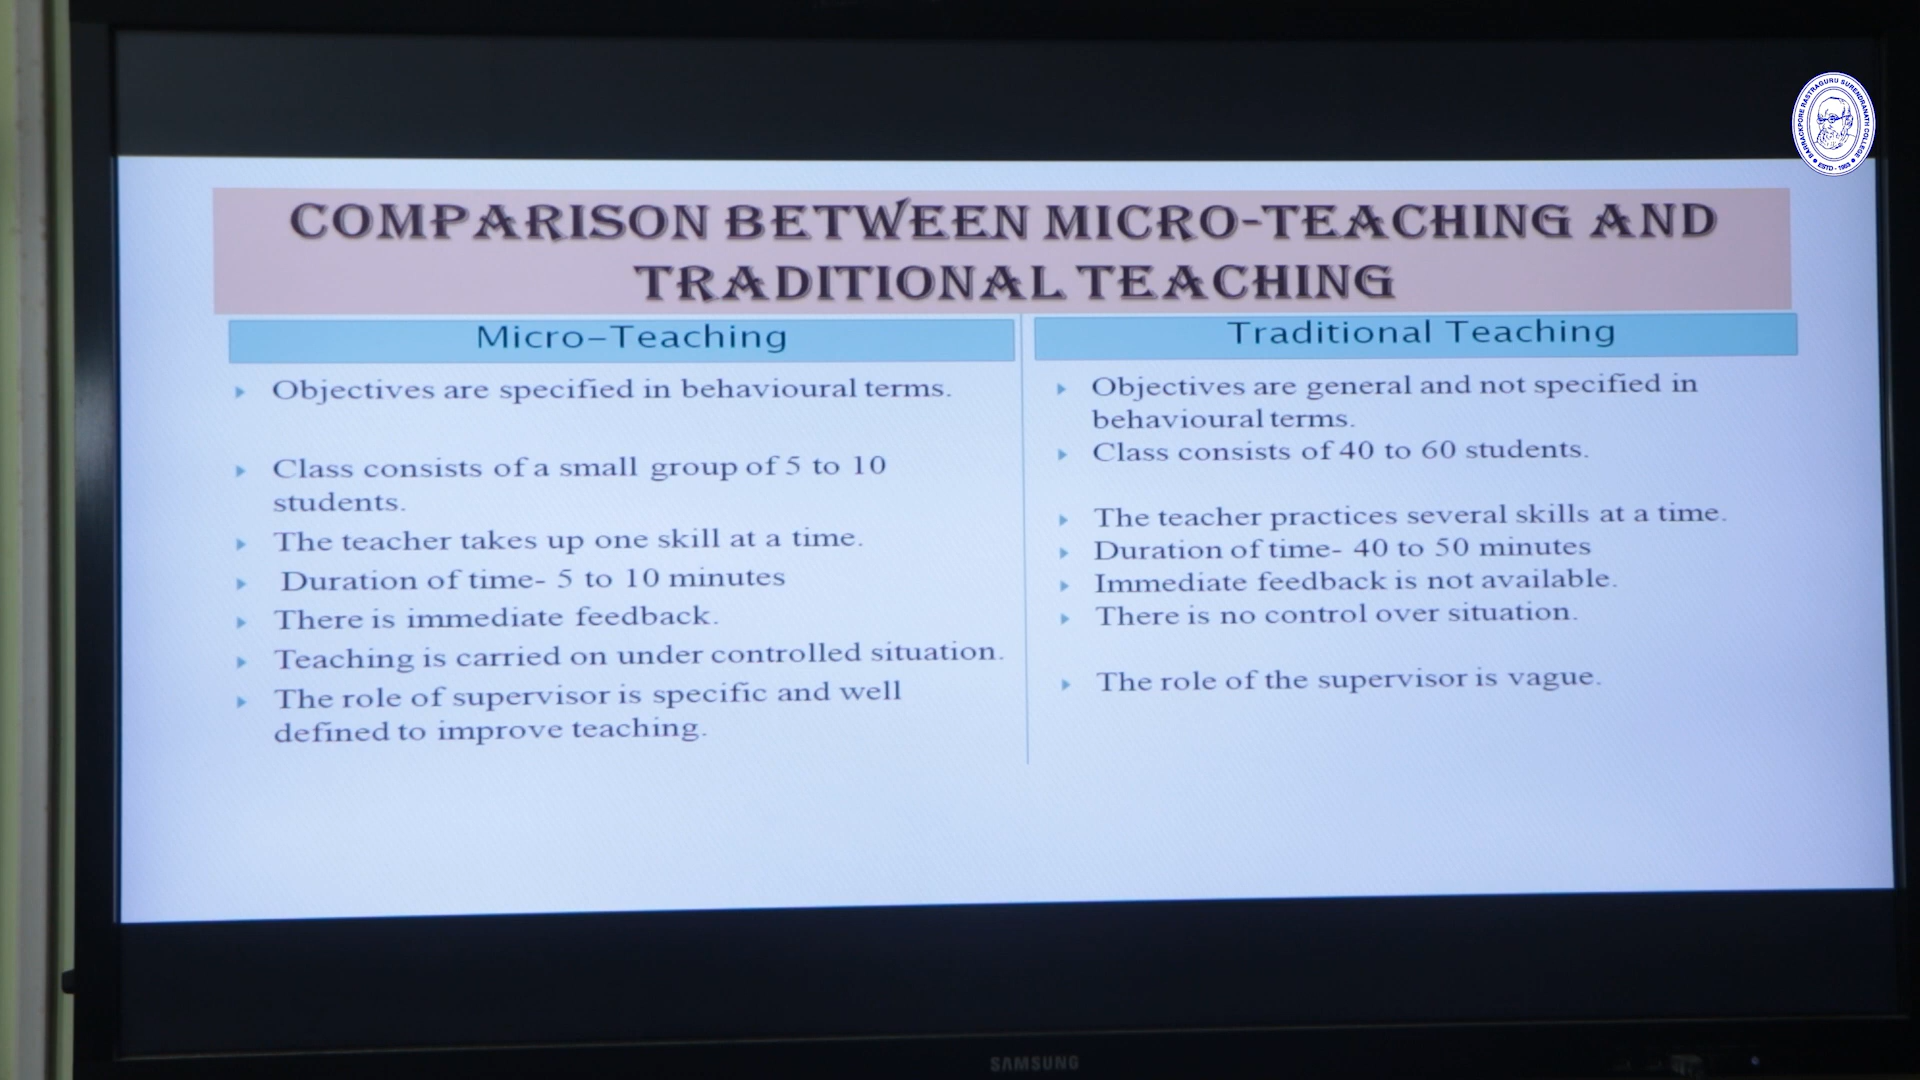 BARRACKPORE RASTRAGURU SURENDRANATH COLLEGE
ESTD - 1953
COMPARISON BETWEEN MICRO-TEACHING AND
TRADITIONAL TEACHING
Micro-Teaching
Objectives are specified in behavioural terms.
Class consists of a small group of 5 to 10
students.
The teacher takes up one skill at a time.
Duration of time- 5 to 10 minutes
There is immediate feedback.
Teaching is carried on under controlled situation.
The role of supervisor is specific and well
defined to improve teaching.
Traditional Teaching
Objectives are general and not specified in
behavioural terms.
Class consists of 40 to 60 students.
The teacher practices several skills at a time.
Duration of time- 40 to 50 minutes
Immediate feedback is not available.
There is no control over situation.
The role of the supervisor is vague.
SAMSUNG